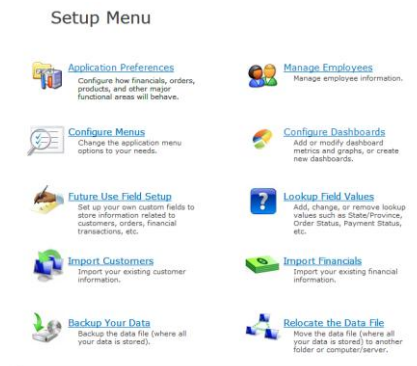 Setup Menu
Application Preferences
Configure how financials, orders,
products, and other major
functional areas will behave.
Manage Employees
Manage employee information.
Configure Menus
Change the application menu
options to your needs.
Configure Dashboards
Add or modify dashboard
metrics and graphs, or create
new dashboards.
Future Use Field Setup
Set up your own custom fields to
store information related to
customers, orders, financial
transactions, etc.
Lookup Field Values
Add, change, or remove lookup
values such as State/Province,
Order Status, Payment Status,
etc.
Import Customers
Import your existing customer
information.
Import Financials
Import your existing financial
information.
Backup Your Data
Backup the data file (where all
your data is stored).
Relocate the Data File
Move the data file (where all
your data is stored) to another
folder or computer/server.